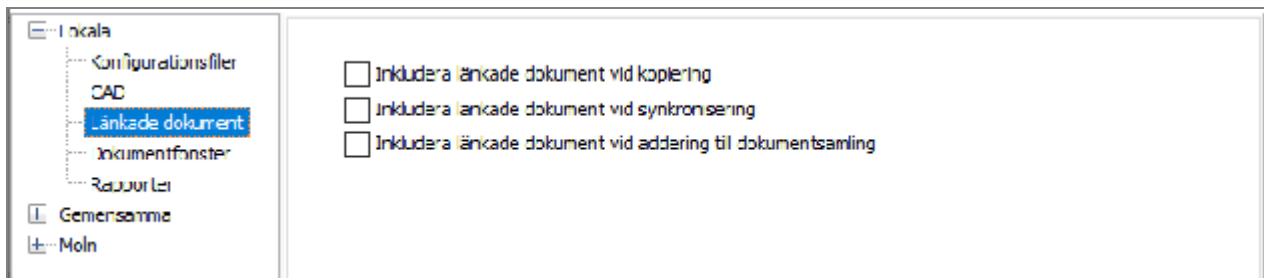 Lokala
Konfigurationsfiler
CAD
Länkade dokument
Dokumentfönster
Rapporter
Gemensamma
Moln
Inkludera länkade dokument vid kopiering
Inkludera länkade dokument vid synkronisering
Inkludera länkade dokument vid addering till dokumentsamling